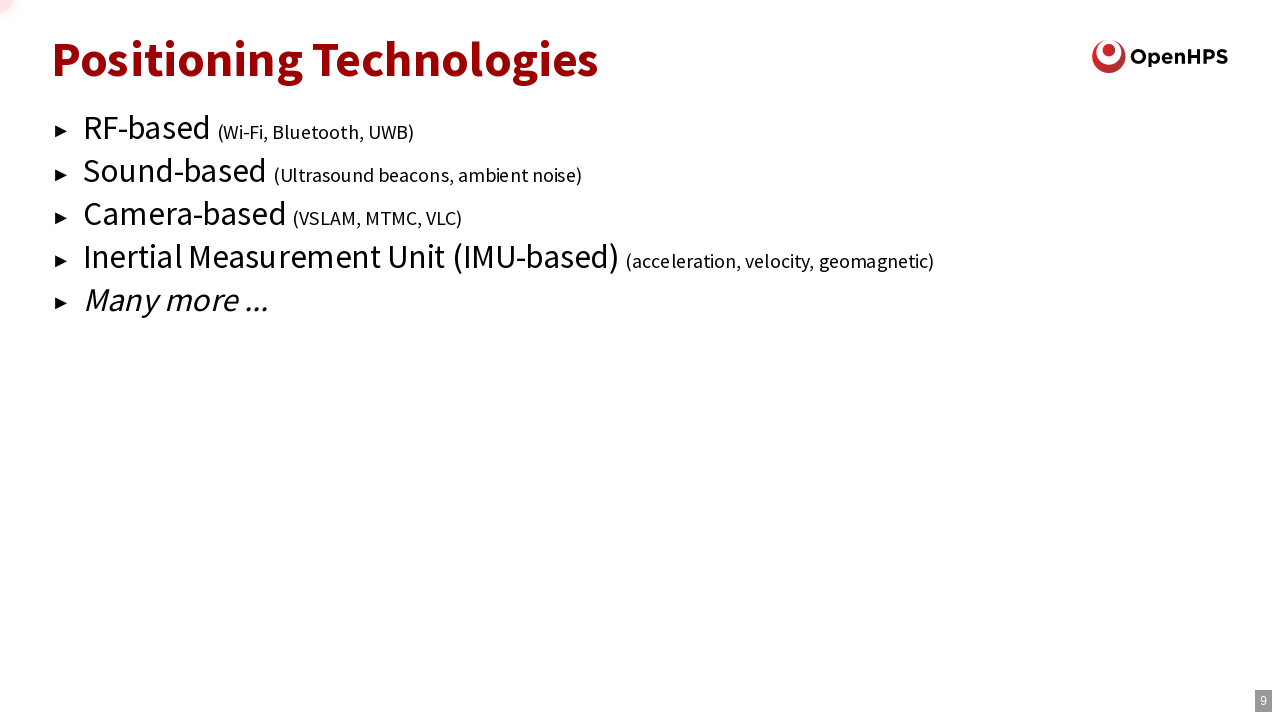 Positioning Technologies
OpenHPS
► RF-based (Wi-Fi, Bluetooth, UWB)
► Sound-based (Ultrasound beacons, ambient noise)
► Camera-based (VSLAM, MTMC, VLC)
► Inertial Measurement Unit (IMU-based) (acceleration, velocity, geomagnetic)
► Many more ...
9